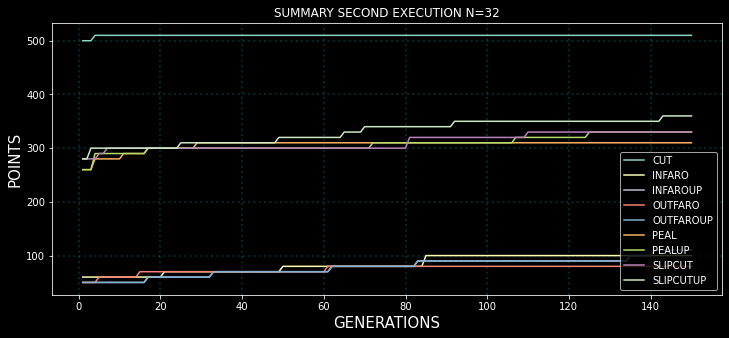 SUMMARY SECOND EXECUTION N=32
POINTS
500
400
300
200
100
CUT
INFARO
INFAROUP
OUTFARO
OUTFAROUP
PEAL
PEALUP
SLIPCUT
SLIPCUTUP
0 20 40 60 80 100 120 140
GENERATIONS